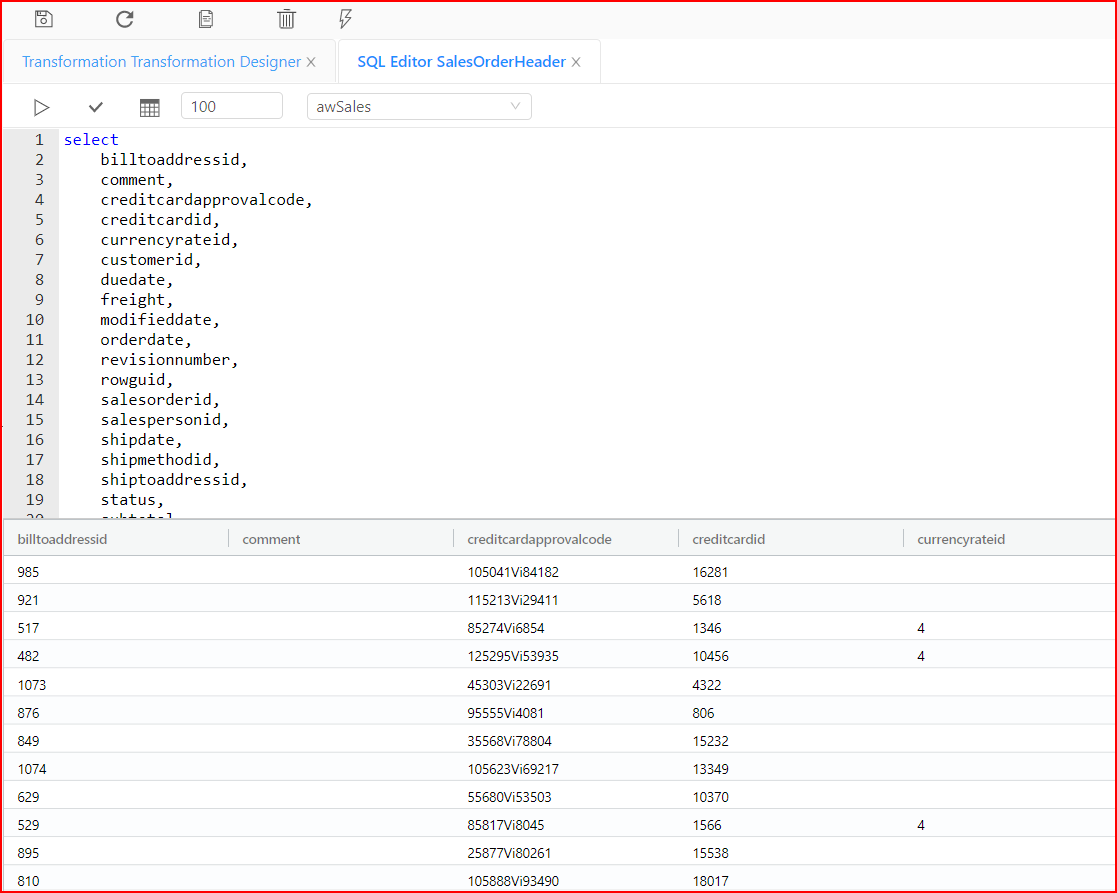 Transformation Transformation Designer X
SQL Editor SalesOrderHeader X
100
awSales
1 select
2 billtoaddressid,
3 comment,
4 creditcardapprovalcode,
5 creditcardid,
6 currencyrateid,
7 customerid,
8 duedate,
9 freight,
10 modifieddate,
11 orderdate,
12 revisionnumber,
13 rowguid,
14 salesorderid,
15 salespersonid,
16 shipdate,
17 shipmethodid,
18 shiptoaddressid,
19 status,
20 subtotal
billtoaddressid comment creditcardapprovalcode creditcardid currencyrateid
985 105041Vi84182 16281
921 115213Vi29411 5618
517 85274Vi6854 1346 4
482 125295Vi53935 10456 4
1073 45303Vi22691 4322
876 95555Vi4081 806
849 35568Vi78804 15232
1074 105623Vi69217 13349
629 55680Vi53503 10370
529 85817Vi8045 1566 4
895 25877Vi80261 15538
810 105888Vi93490 18017